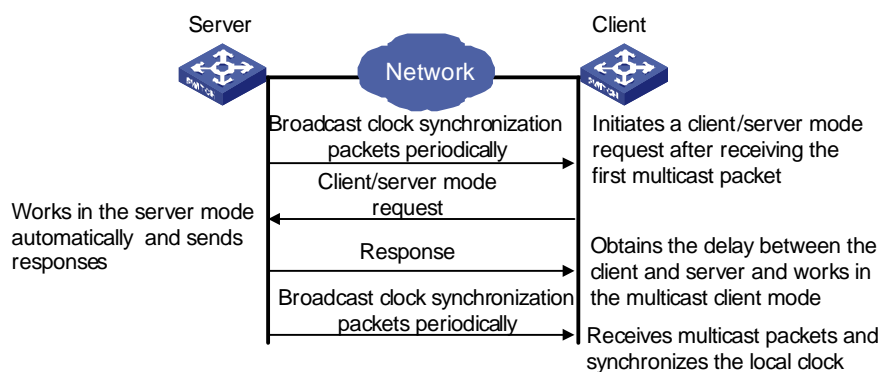 Server
Client
SWITCH
Network
SWITCH
Broadcast clock synchronization
packets periodically
Initiates a client/server mode
request after receiving the
first multicast packet
Client/server mode
request
Works in the server mode
automatically and sends
responses
Response
Obtains the delay between the
client and server and works in
the multicast client mode
Broadcast clock synchronization
packets periodically
Receives multicast packets and
synchronizes the local clock